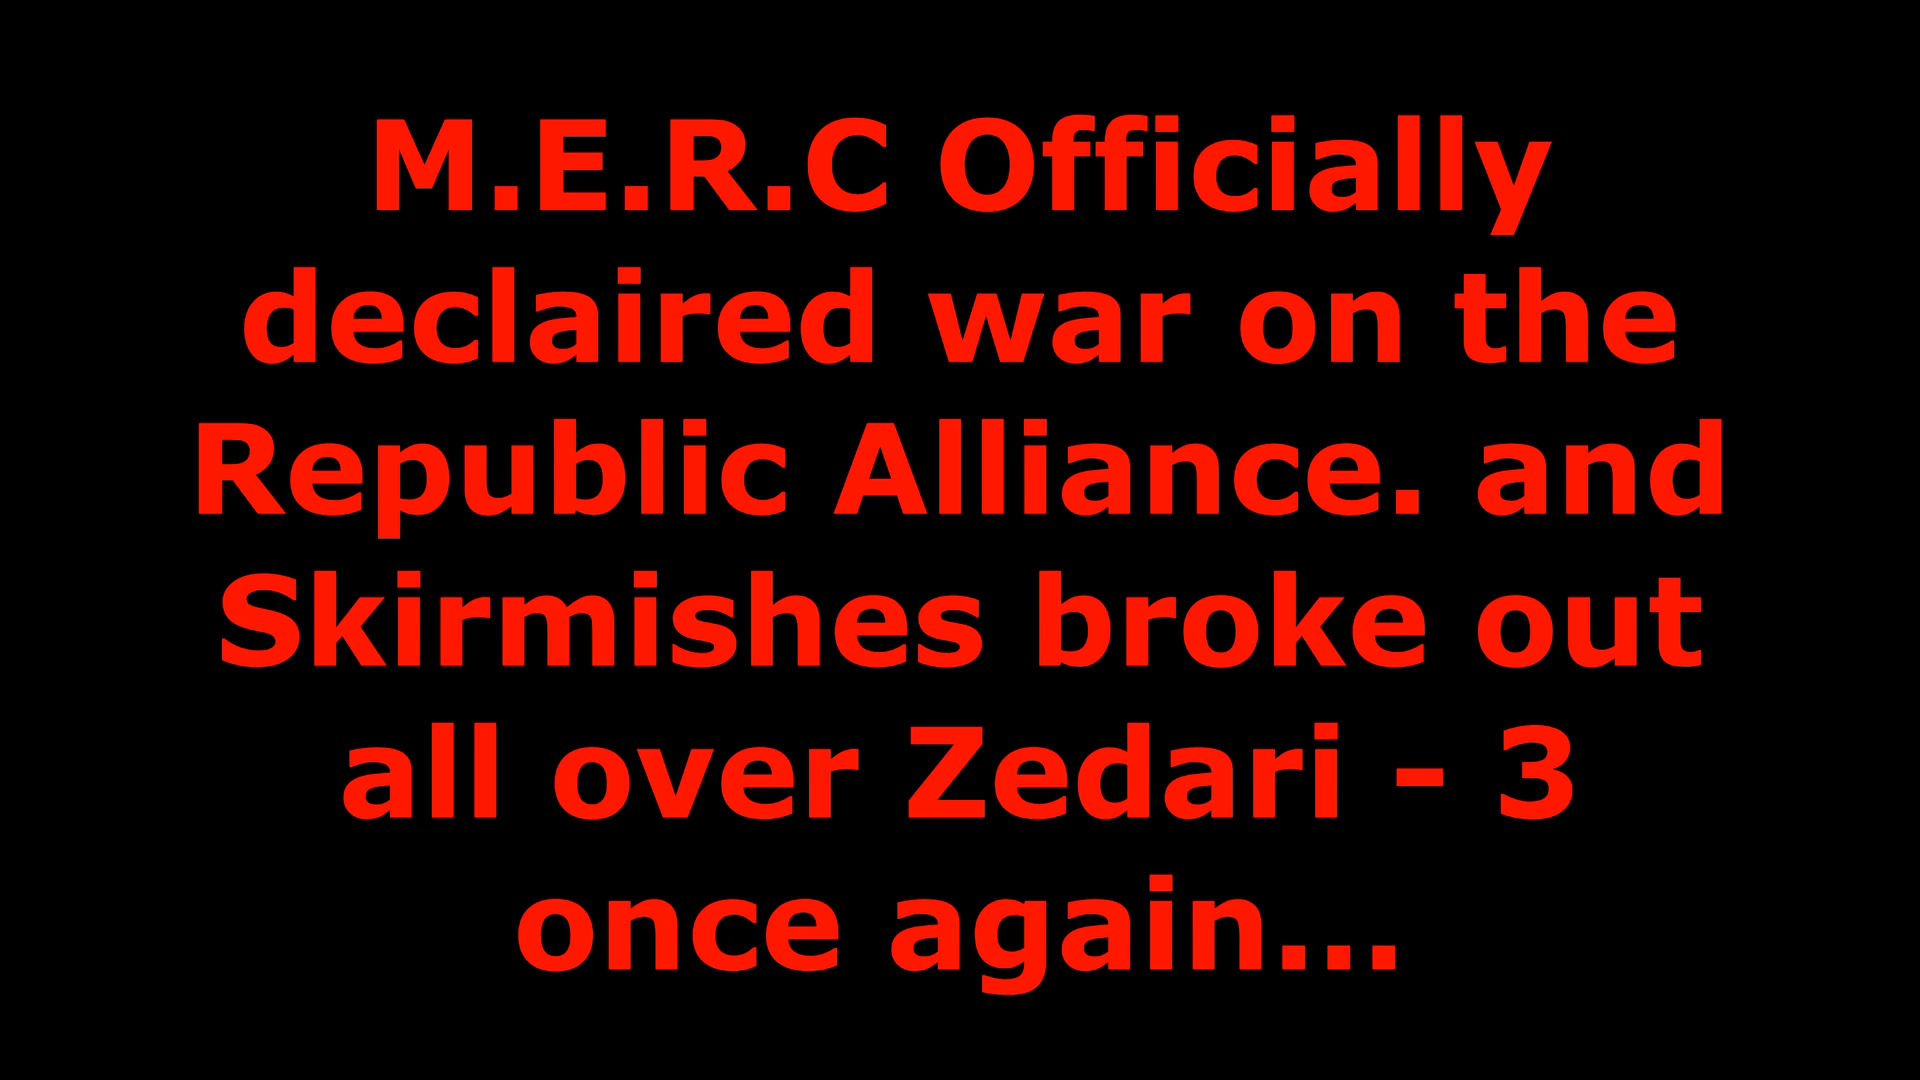 M.E.R.C Officially
declaired war on the
Republic Alliance. and
Skirmishes broke out
all over Zedari - 3
once again...